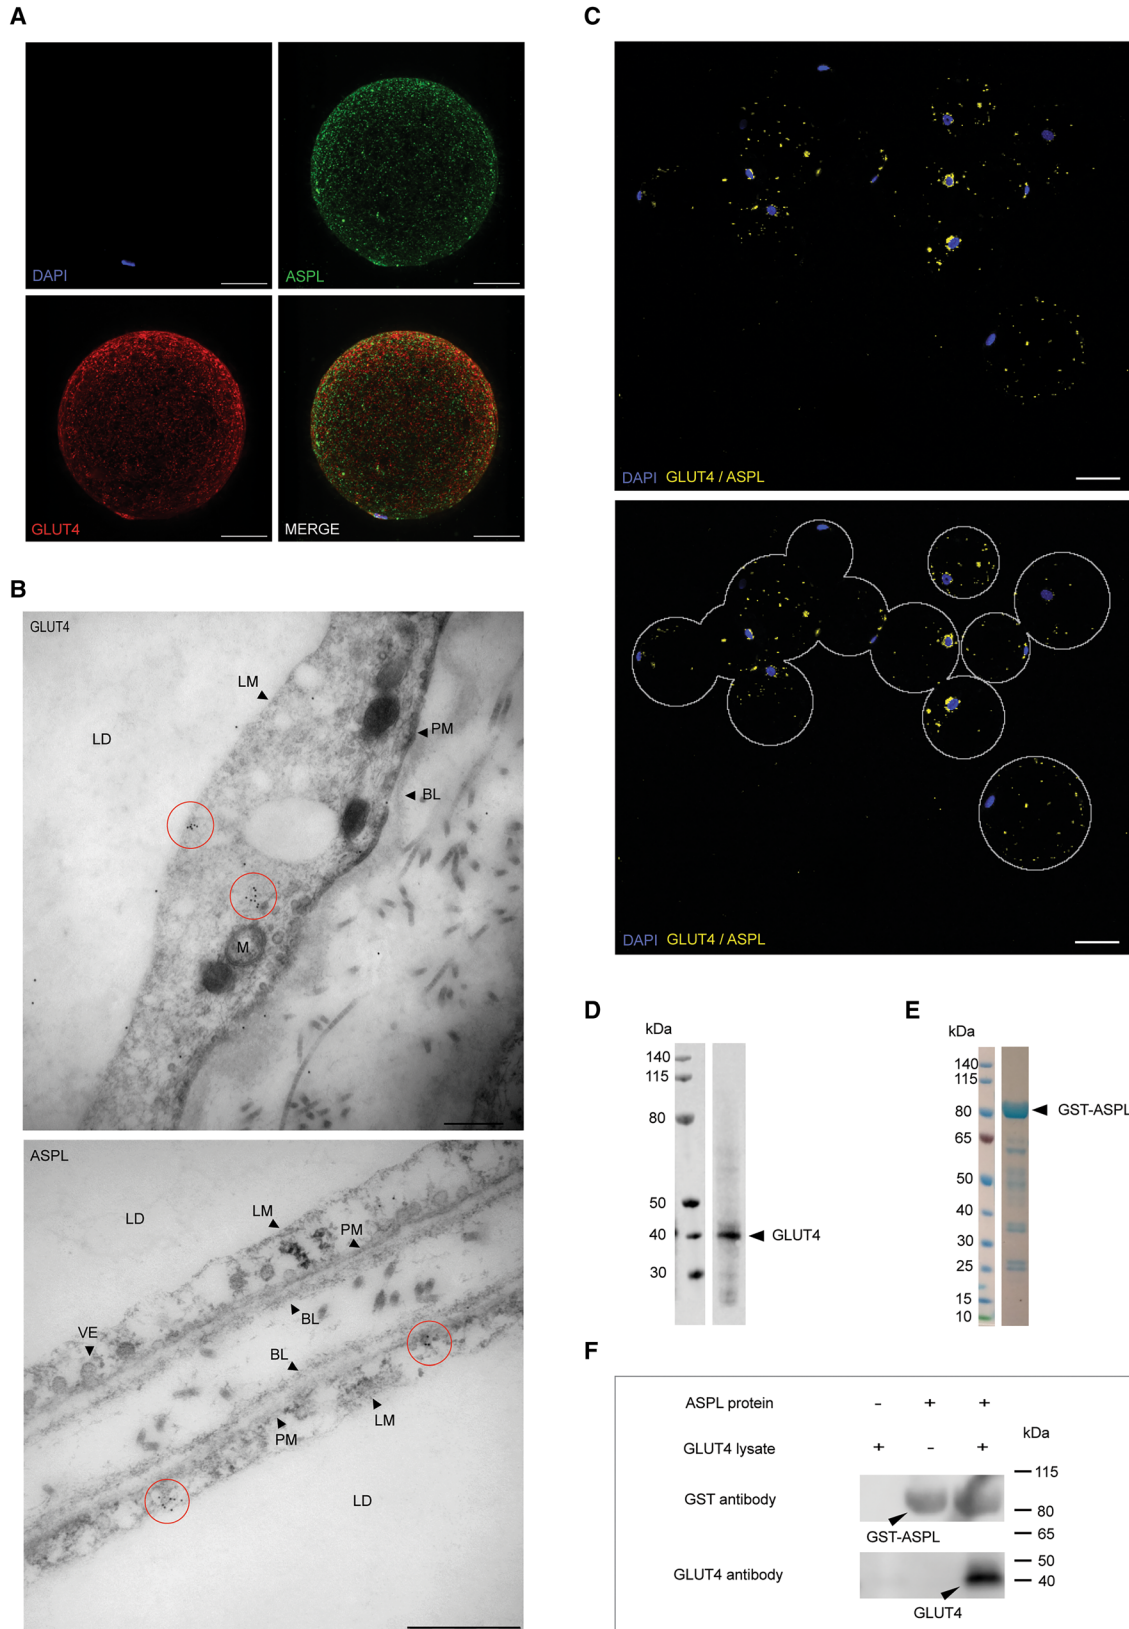 A
DAPI
ASPL
GLUT4
MERGE
B
GLUT4
LM
LD
PM
BL
M
ASPL
LD
LM
PM
BL
VE
BL
PM
LM
LD
C
DAPI GLUT4 / ASPL
DAPI GLUT4 / ASPL
D
kDa
140
115
80
50
40
30
GLUT4
E
kDa
140
115
80
65
50
40
30
25
15
10
GST-ASPL
F
ASPL protein - + +
kDa
GLUT4 lysate + - +
115
GST antibody
80
GST-ASPL
65
50
GLUT4 antibody
40
GLUT4